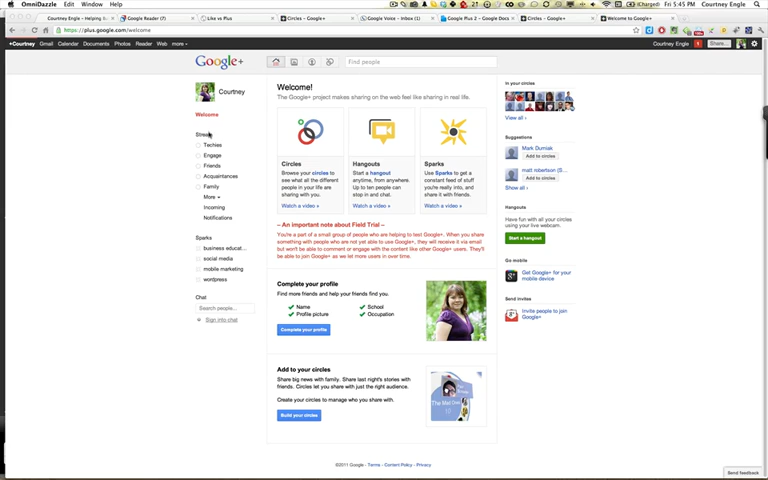 OmniDazzle Edit Window Help
(Charged) Fri 5:45 PM Courtney Engle
Courtney Engle - Helping
Google Reader (7)
Like vs Plus
Circles - Google+
Google Voice - Inbox (1)
Google Plus 2 - Google Docs
Circles - Google+
Welcome to Google+
https://plus.google.com/welcome
+Courtney Gmail Calendar Documents Photos Reader Web more
Courtney Engle 1 Share...
Google+
Find people
Courtney
Welcome
Stream
Techies
Engage
Friends
Acquaintances
Family
More
Incoming
Notifications
Sparks
business educat...
social media
mobile marketing
wordpress
Chat
Search people...
Sign into chat
Welcome!
The Google+ project makes sharing on the web feel like sharing in real life.
Circles
Browse your circles to
see what all the different
people in your life are
sharing with you.
Watch a video »
Hangouts
Start a hangout
anytime, from anywhere.
Up to ten people can
stop in and chat.
Watch a video »
Sparks
Use Sparks to get a
constant feed of stuff
you're really into, and
share it with friends.
Watch a video »
– An important note about Field Trial –
You're part of a small group of people who are helping to test Google+. When you share
something with people who are not yet able to use Google+, they will receive it via email
but won't be able to comment or engage with the content like other Google+ users. They'll
be able to join Google+ as we let more users in over time.
Complete your profile
Find more friends and help your friends find you.
Name
School
Profile picture
Occupation
Complete your profile
Add to your circles
Share big news with family. Share last night's stories with
friends. Circles let you share with just the right audience.
Create your circles to manage who you share with.
Build your circles
In your circles
View all »
Suggestions
Mark Dumiak
Add to circles
matt robertson (S...
Add to circles
Show all »
Hangouts
Have fun with all your circles
using your live webcam.
Start a hangout
Go mobile
Get Google+ for your
mobile device
Send invites
Invite people to join
Google+
©2011 Google - Terms - Content Policy - Privacy
Send feedback